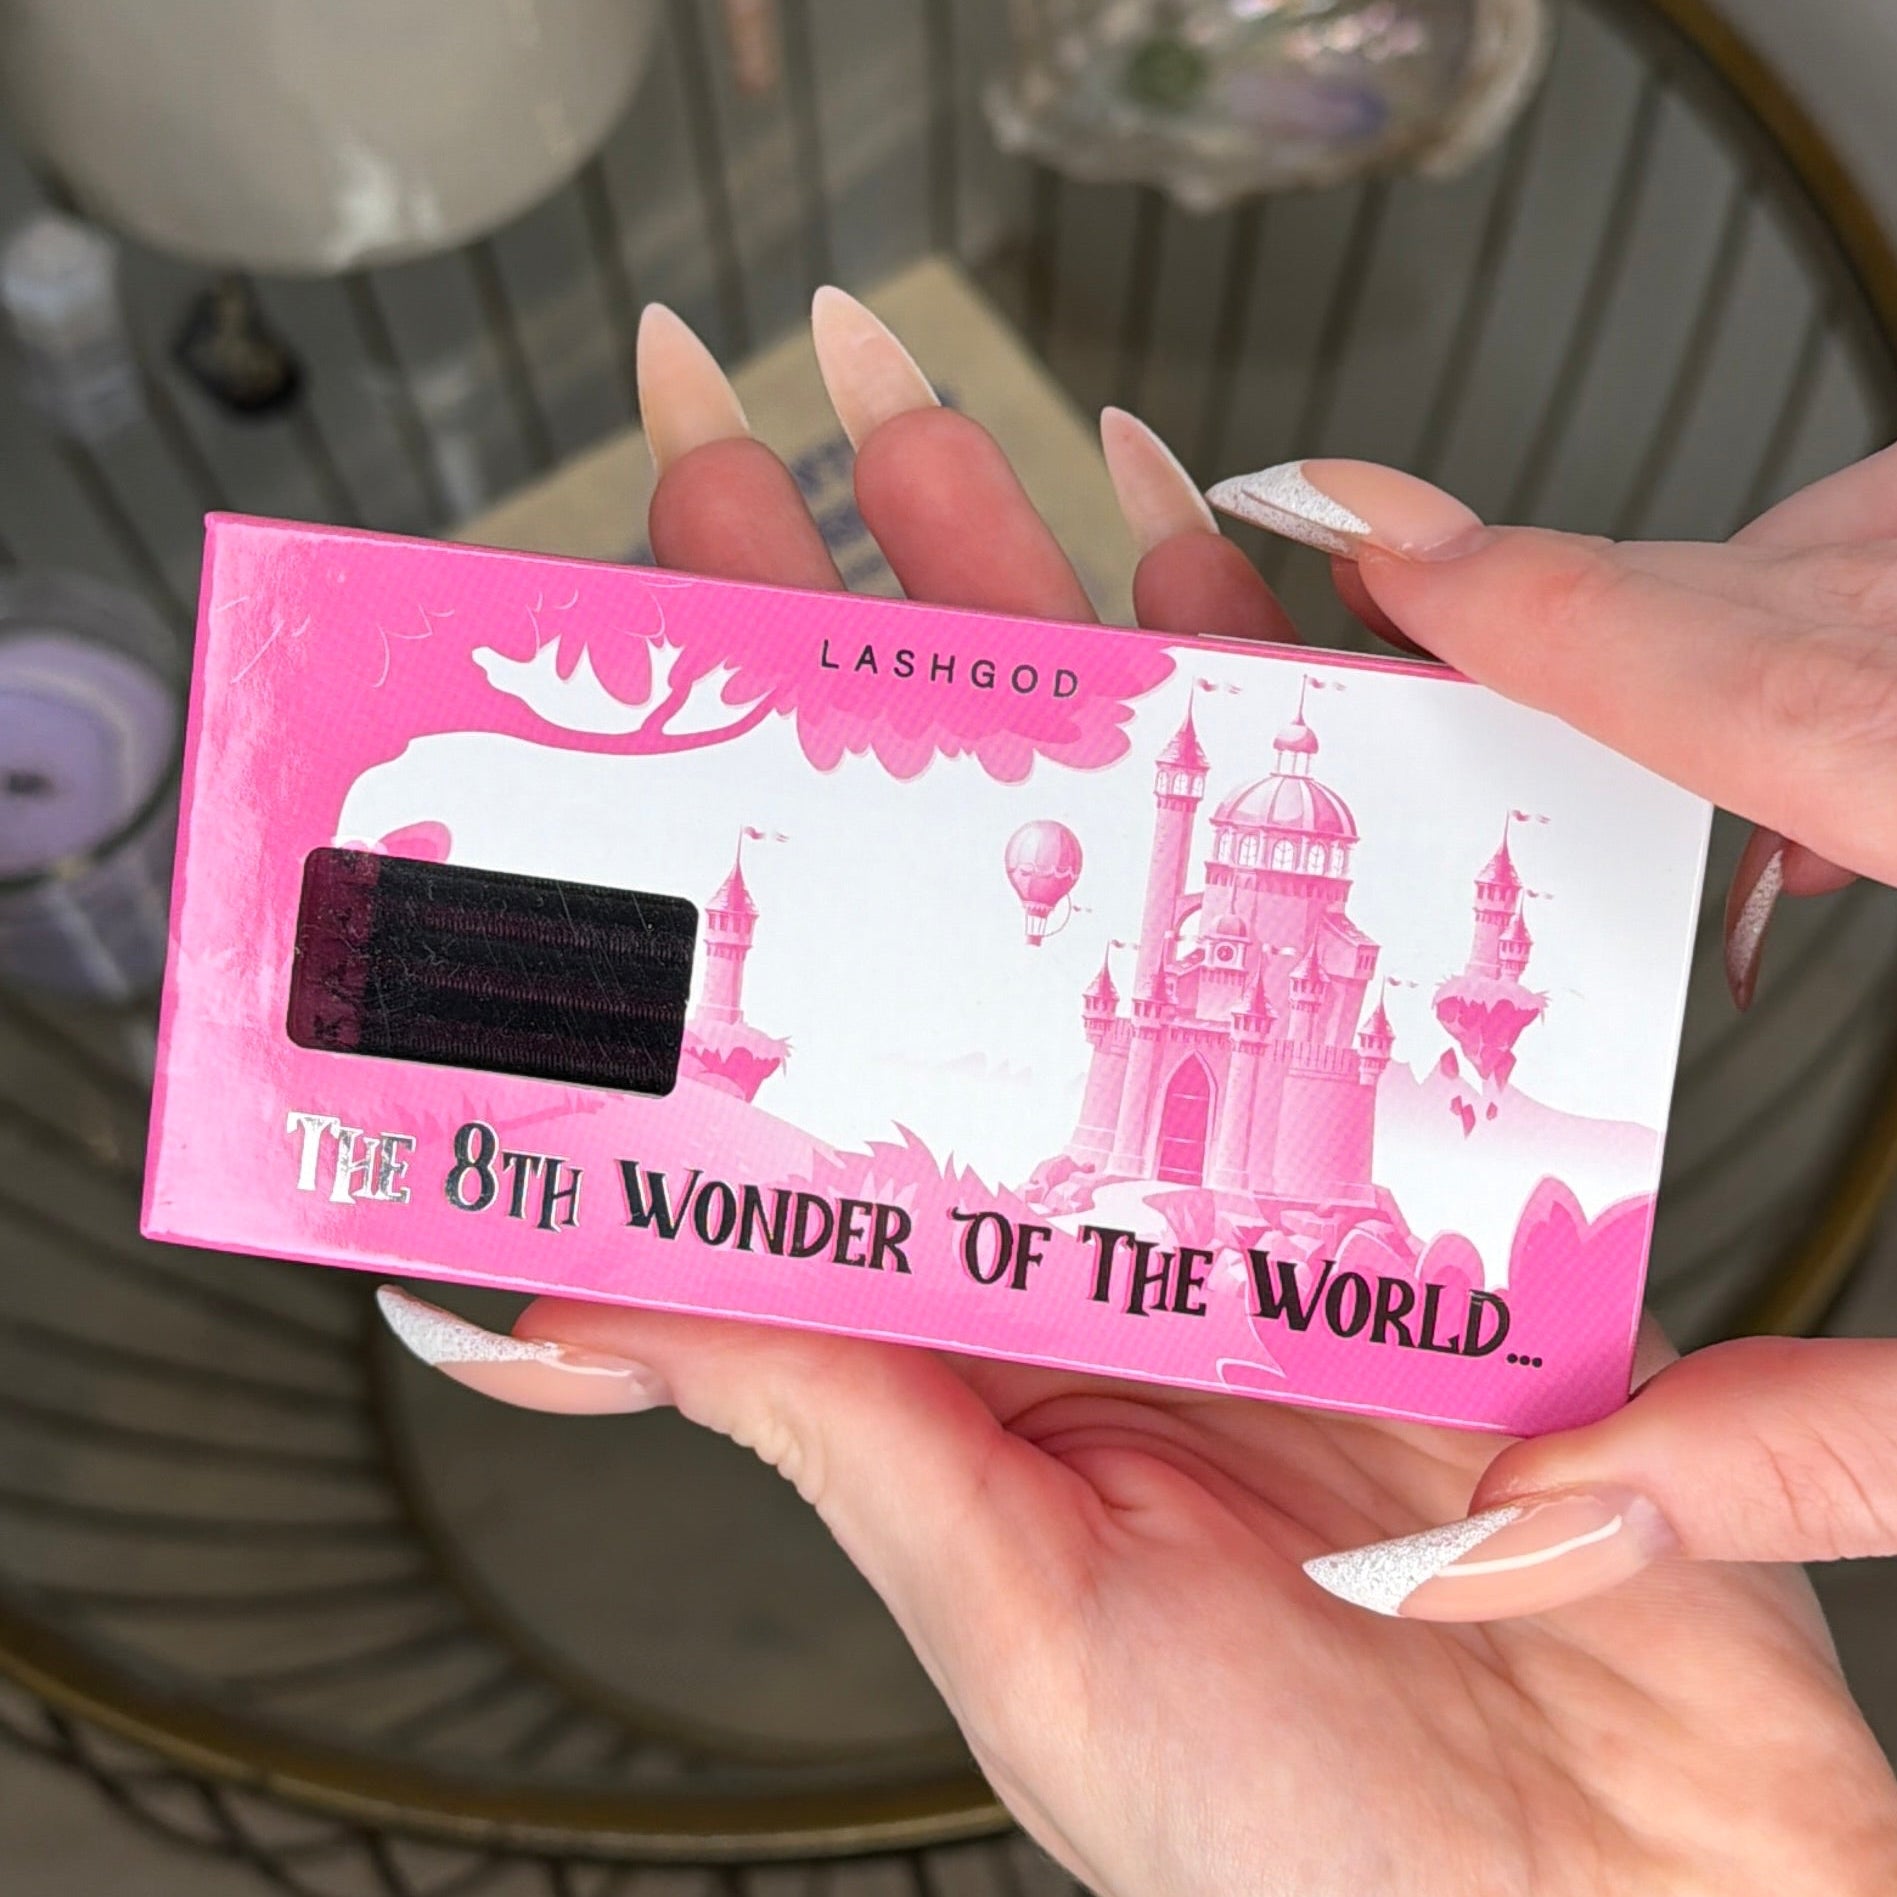 LASHGOD
THE 8TH WONDER OF THE WORLD...